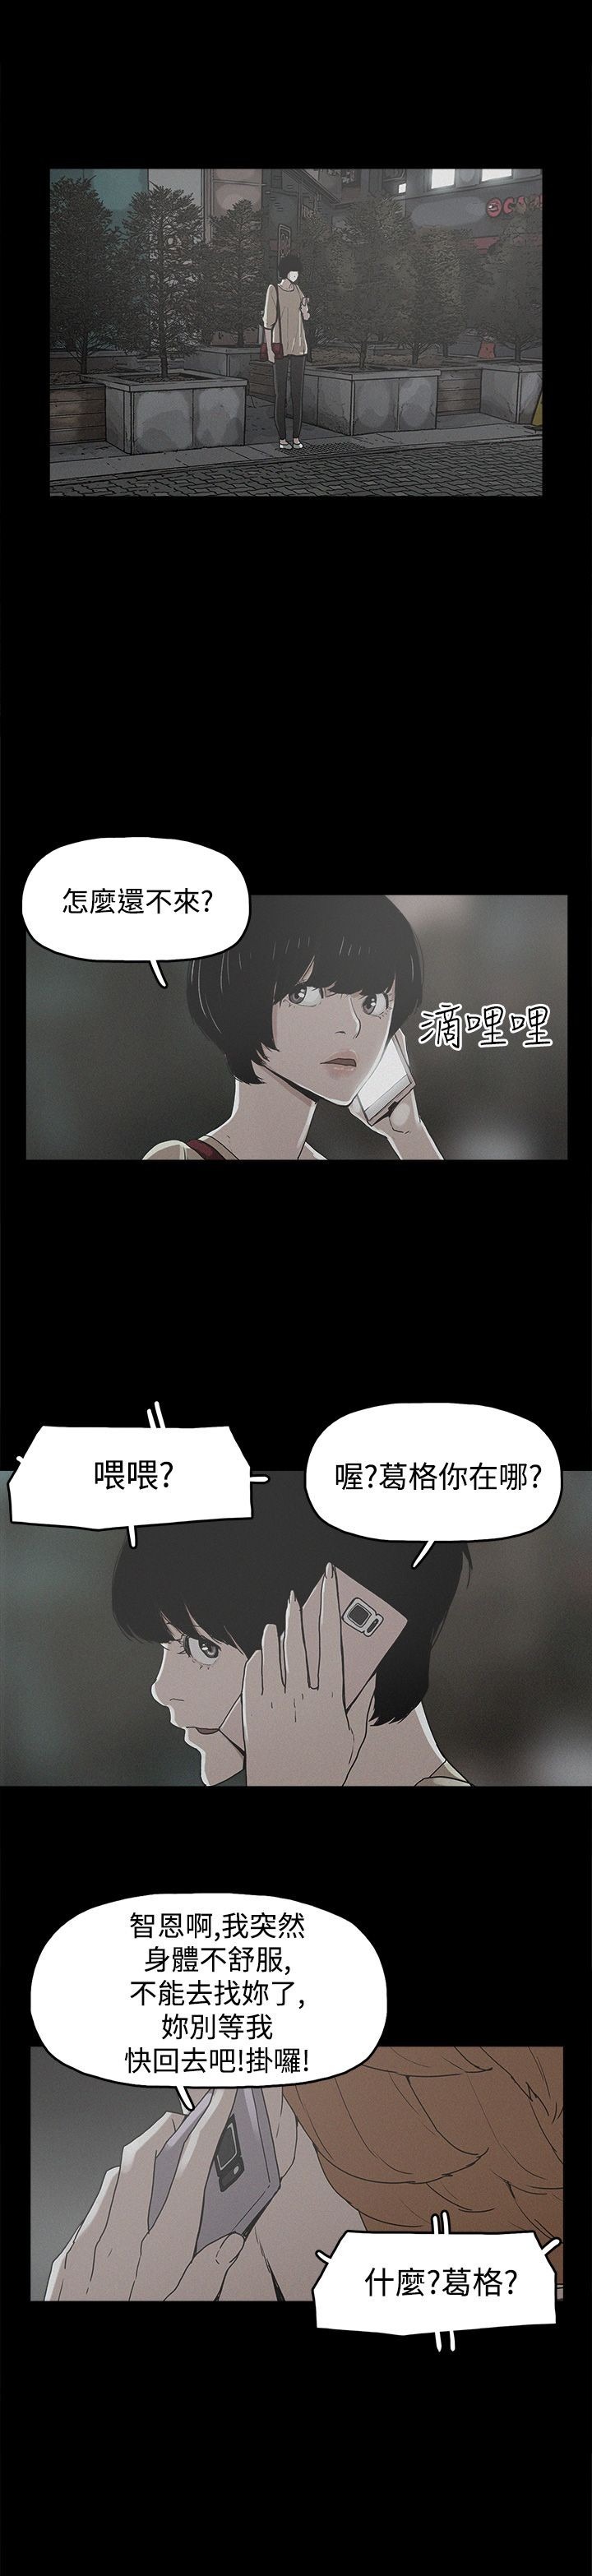 怎麼還不來?
滴哩哩
喂喂?
喔?葛格你在哪?
智恩啊,我突然
身體不舒服,
不能去找妳了,
妳別等我
快回去吧!掛囉!
什麼?葛格?